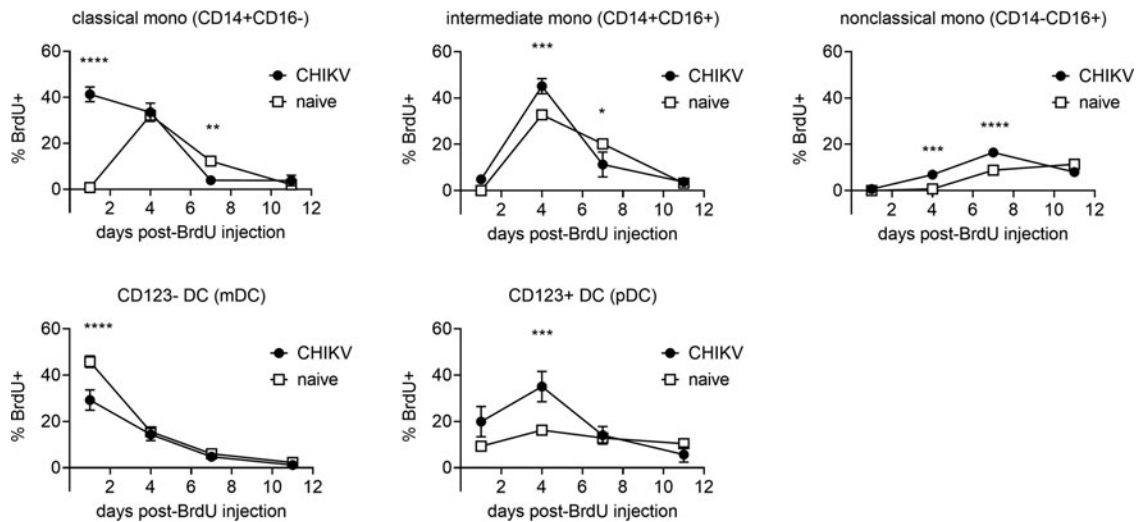 classical mono (CD14+CD16-)
60
40
20
0
% BrdU+
****
**
CHIKV
naive
2 4 6 8 10 12
days post-BrdU injection
intermediate mono (CD14+CD16+)
60
40
20
0
% BrdU+
***
*
CHIKV
naive
2 4 6 8 10 12
days post-BrdU injection
nonclassical mono (CD14-CD16+)
60
40
20
0
% BrdU+
***
****
CHIKV
naive
2 4 6 8 10 12
days post-BrdU injection
CD123- DC (mDC)
60
40
20
0
% BrdU+
****
CHIKV
naive
2 4 6 8 10 12
days post-BrdU injection
CD123+ DC (pDC)
60
40
20
0
% BrdU+
***
CHIKV
naive
2 4 6 8 10 12
days post-BrdU injection